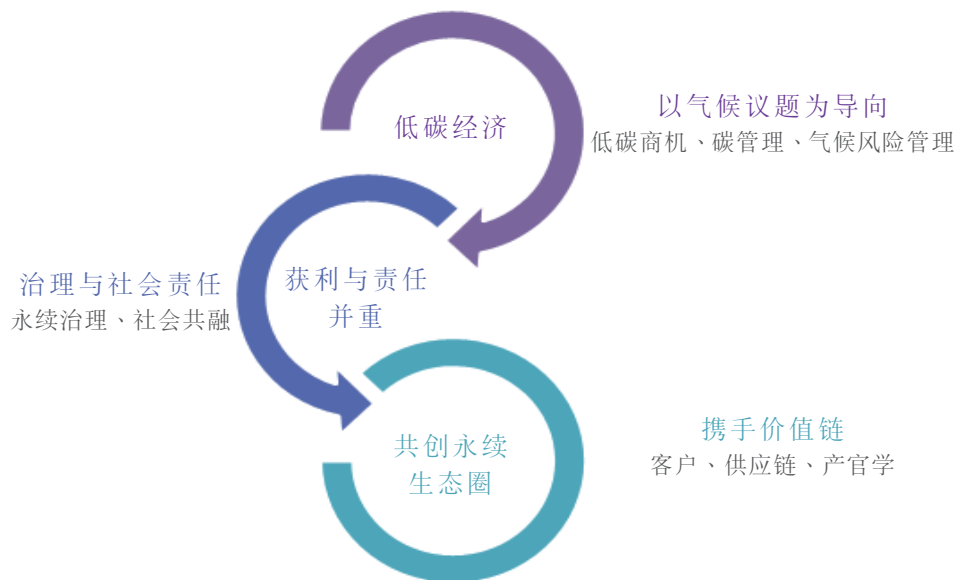 低碳经济
以气候议题为导向
低碳商机、碳管理、气候风险管理
治理与社会责任
永续治理、社会共融
获利与责任
并重
共创永续
生态圈
携手价值链
客户、供应链、产官学